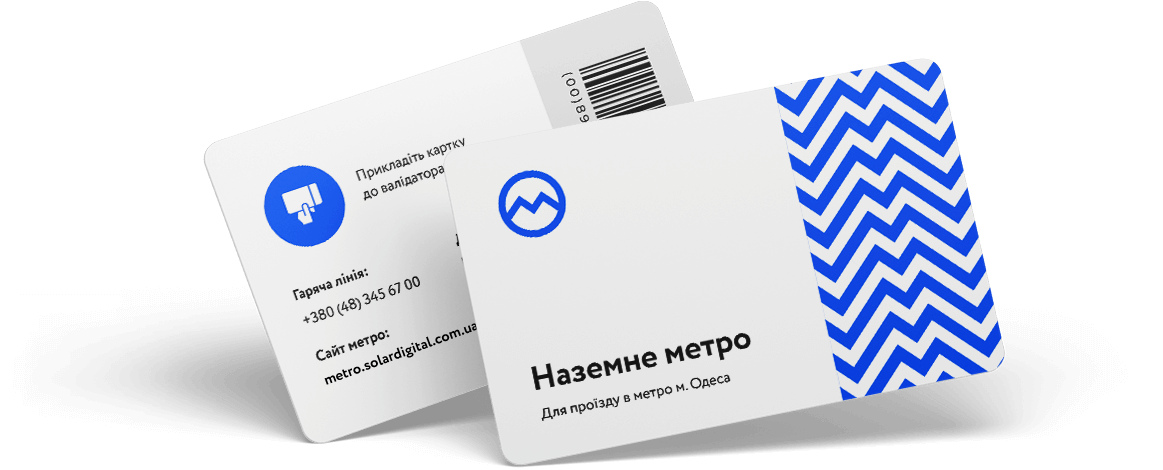 Прикладіть картку
до валідатора
Гаряча лінія:
+380 (48) 345 67 00
Сайт метро:
metro.solardigital.com.ua
Наземне метро
Для проїзду в метро м. Одеса